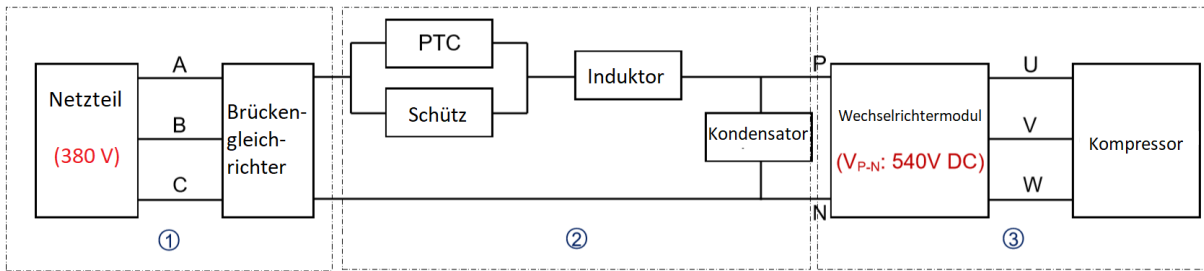 Netzteil
(380 V)
A
B
C
Brücken-
gleich-
richter
①
PTC
Schütz
Induktor
Kondensator
②
P
N
Wechselrichtermodul
(VP-N: 540V DC)
U
V
W
Kompressor
③